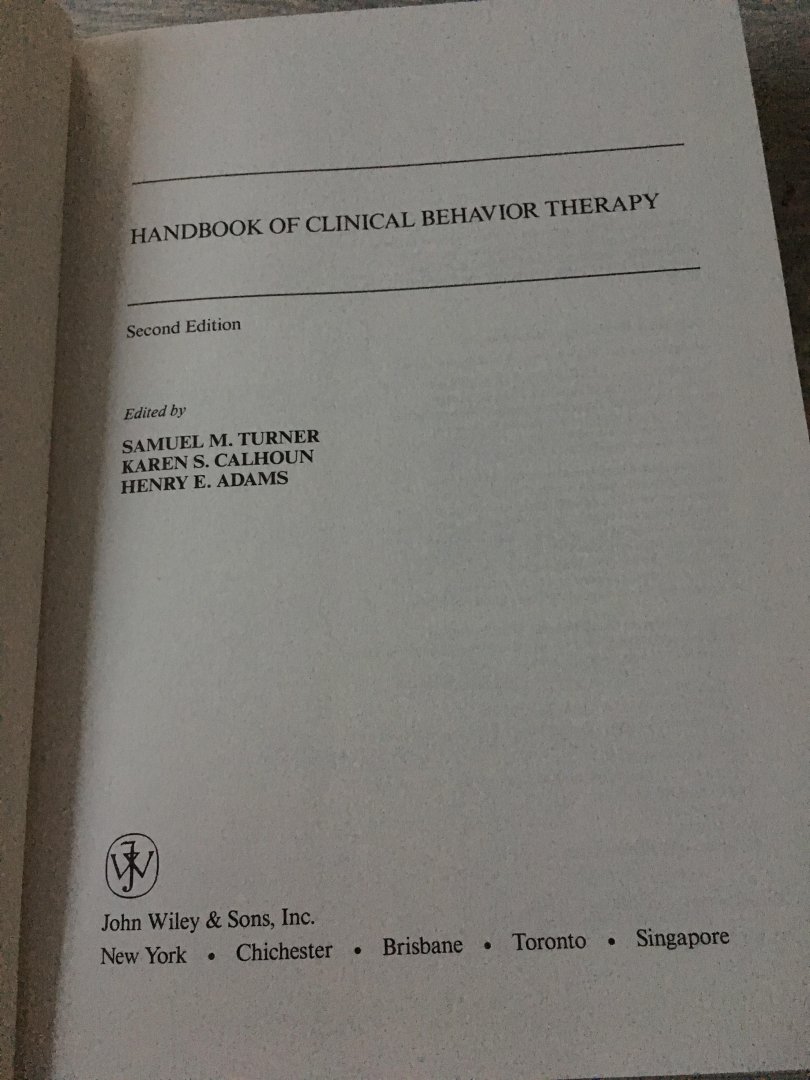 HANDBOOK OF CLINICAL BEHAVIOR THERAPY
Second Edition
Edited by
SAMUEL M. TURNER
KAREN S. CALHOUN
HENRY E. ADAMS
JW
John Wiley & Sons, Inc.
New York • Chichester • Brisbane • Toronto • Singapore